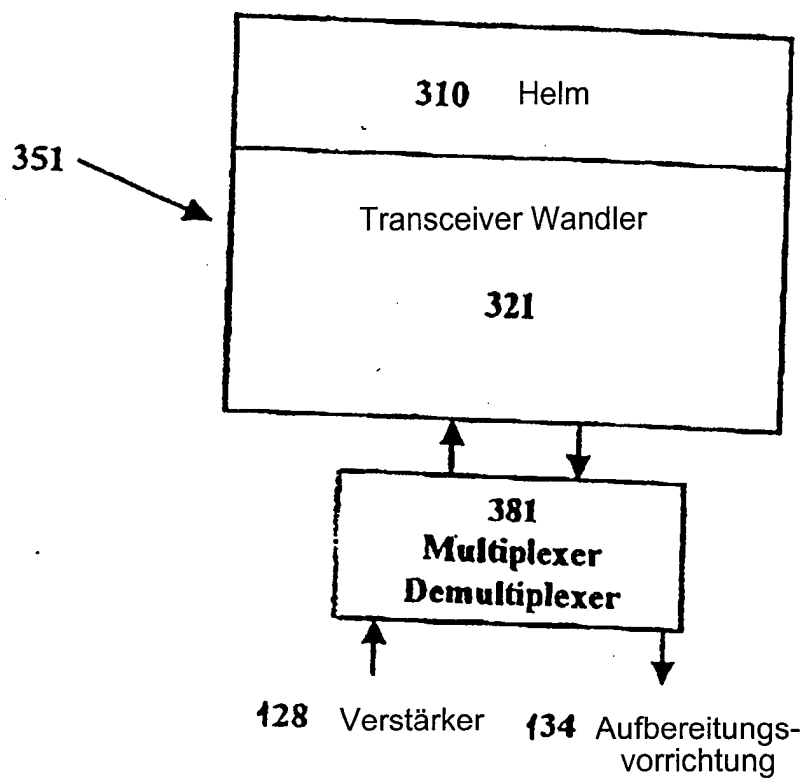 310 Helm
351
Transceiver Wandler
321
381
Multiplexer
Demultiplexer
128 Verstärker 134 Aufbereitungs-
vorrichtung